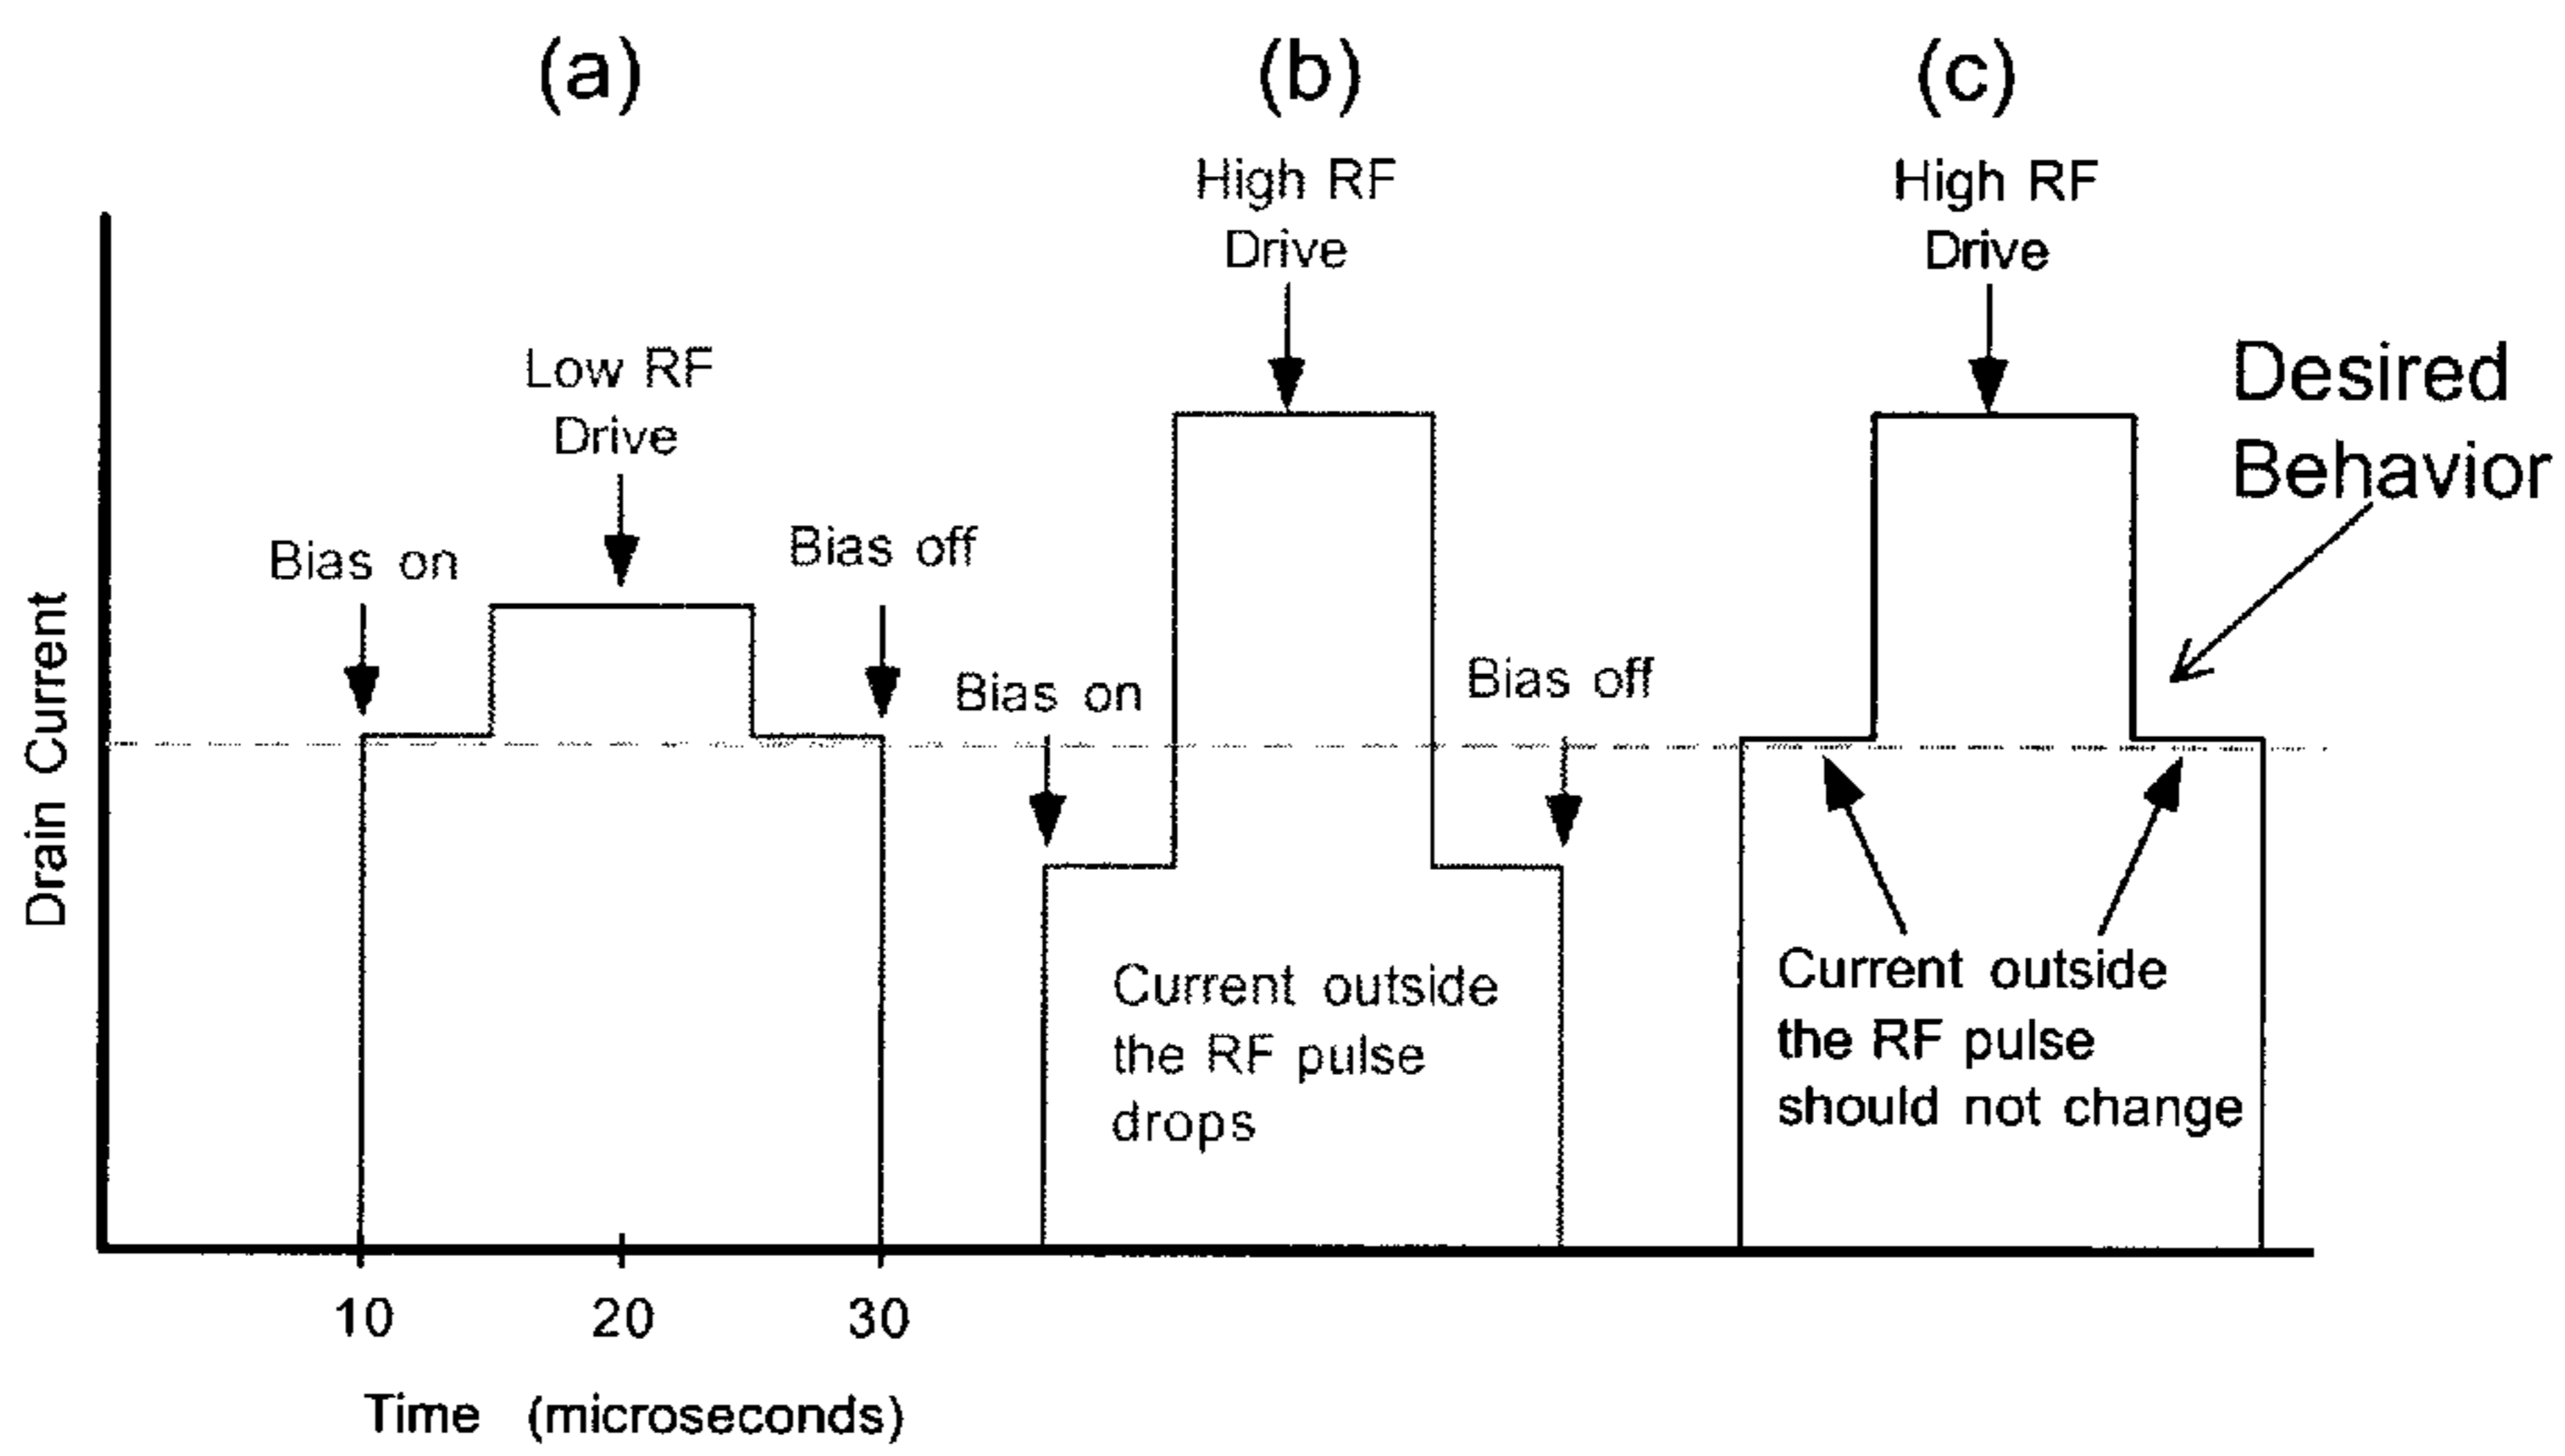 (a)
(b)
(c)
High RF
Drive
High RF
Drive
Low RF
Drive
Desired
Behavior
Bias on
Bias off
Bias on
Bias off
Drain Current
Current outside
the RF pulse
drops
Current outside
the RF pulse
should not change
10
20
30
Time (microseconds)